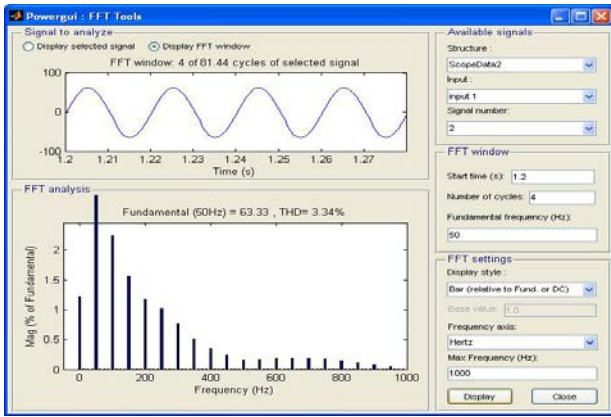 Powergui : FFT Tools
Signal to analyze
Display selected signal Display FFT window
FFT window: 4 of 81.44 cycles of selected signal
100
0
-100
1.2 1.21 1.22 1.23 1.24 1.25 1.26 1.27
Time (s)
FFT analysis
Fundamental (50Hz) = 63.33 , THD= 3.34%
2
1.5
1
0.5
0
Mag (% of Fundamental)
0 200 400 600 800 1000
Frequency (Hz)
Available signals
Structure :
ScopeData2
Input :
input 1
Signal number:
2
FFT window
Start time (s): 1.2
Number of cycles: 4
Fundamental frequency (Hz):
50
FFT settings
Display style :
Bar (relative to Fund. or DC)
Base value: 1.0
Frequency axis:
Hertz
Max Frequency (Hz):
1000
Display Close